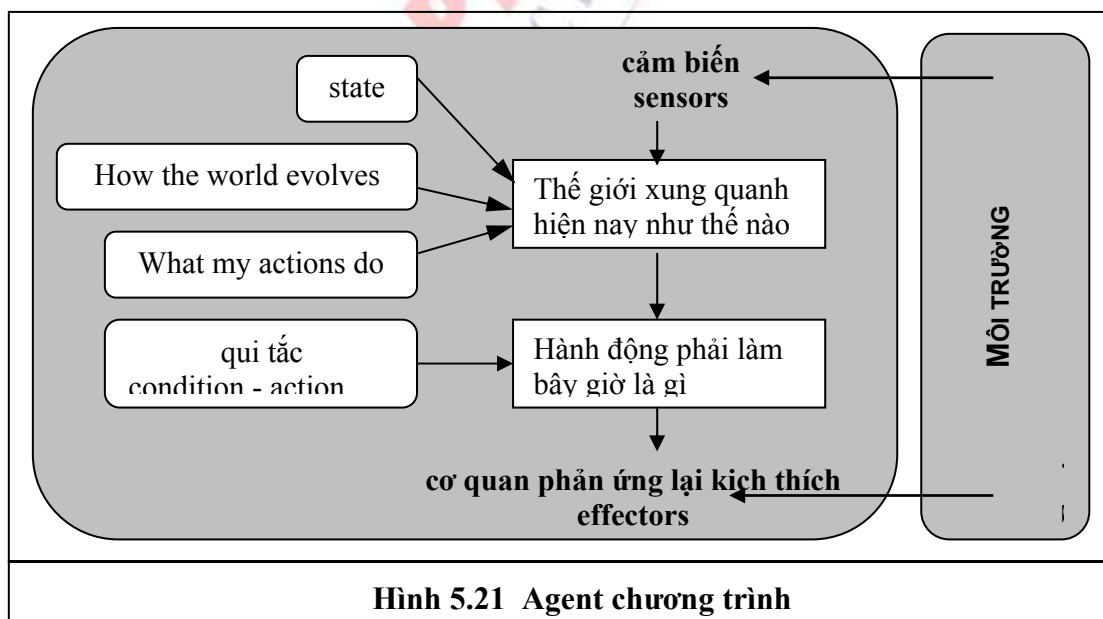 cảm biến
sensors
state
How the world evolves
Thế giới xung quanh
hiện nay như thế nào
What my actions do
qui tắc
condition - action
Hành động phải làm
bây giờ là gì
cơ quan phản ứng lại kich thích
effectors
MÔI TRƯờNG
Hình 5.21 Agent chương trình